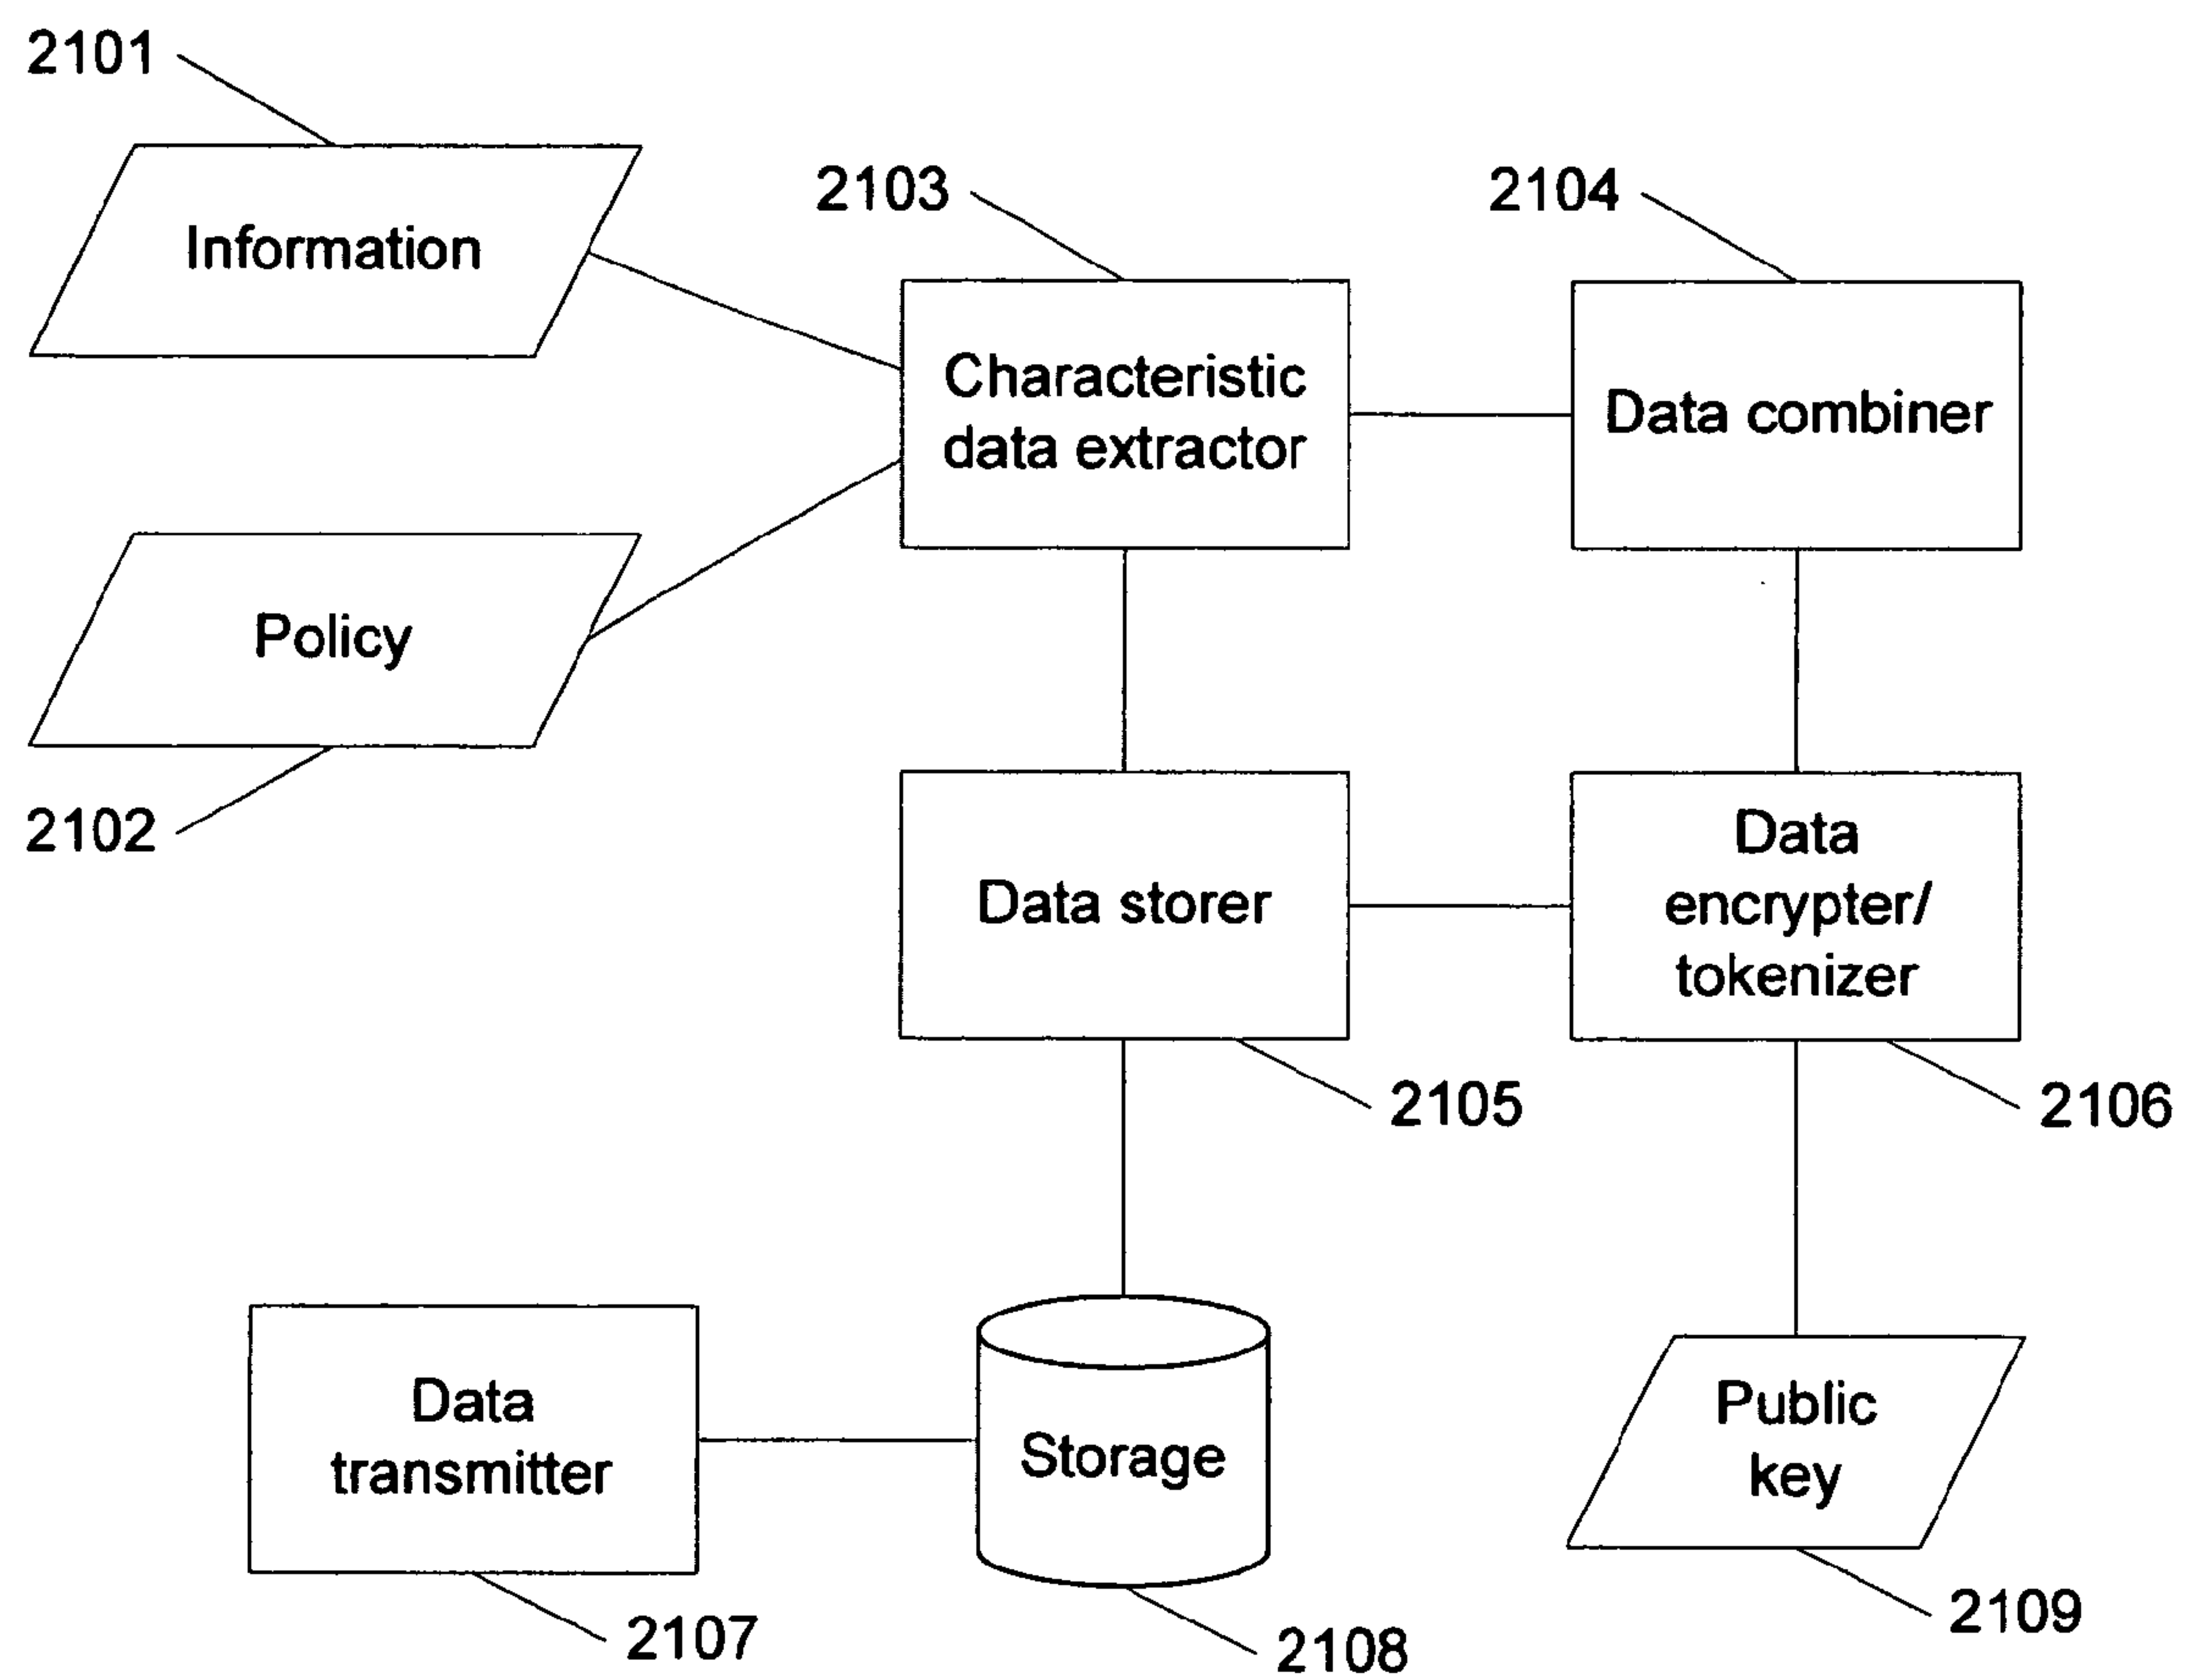 2101
Information
2103
2104
Characteristic
data extractor
Data combiner
Policy
2102
Data storer
Data
encrypter/
tokenizer
2105
2106
Data
transmitter
Storage
Public
key
2107
2108
2109